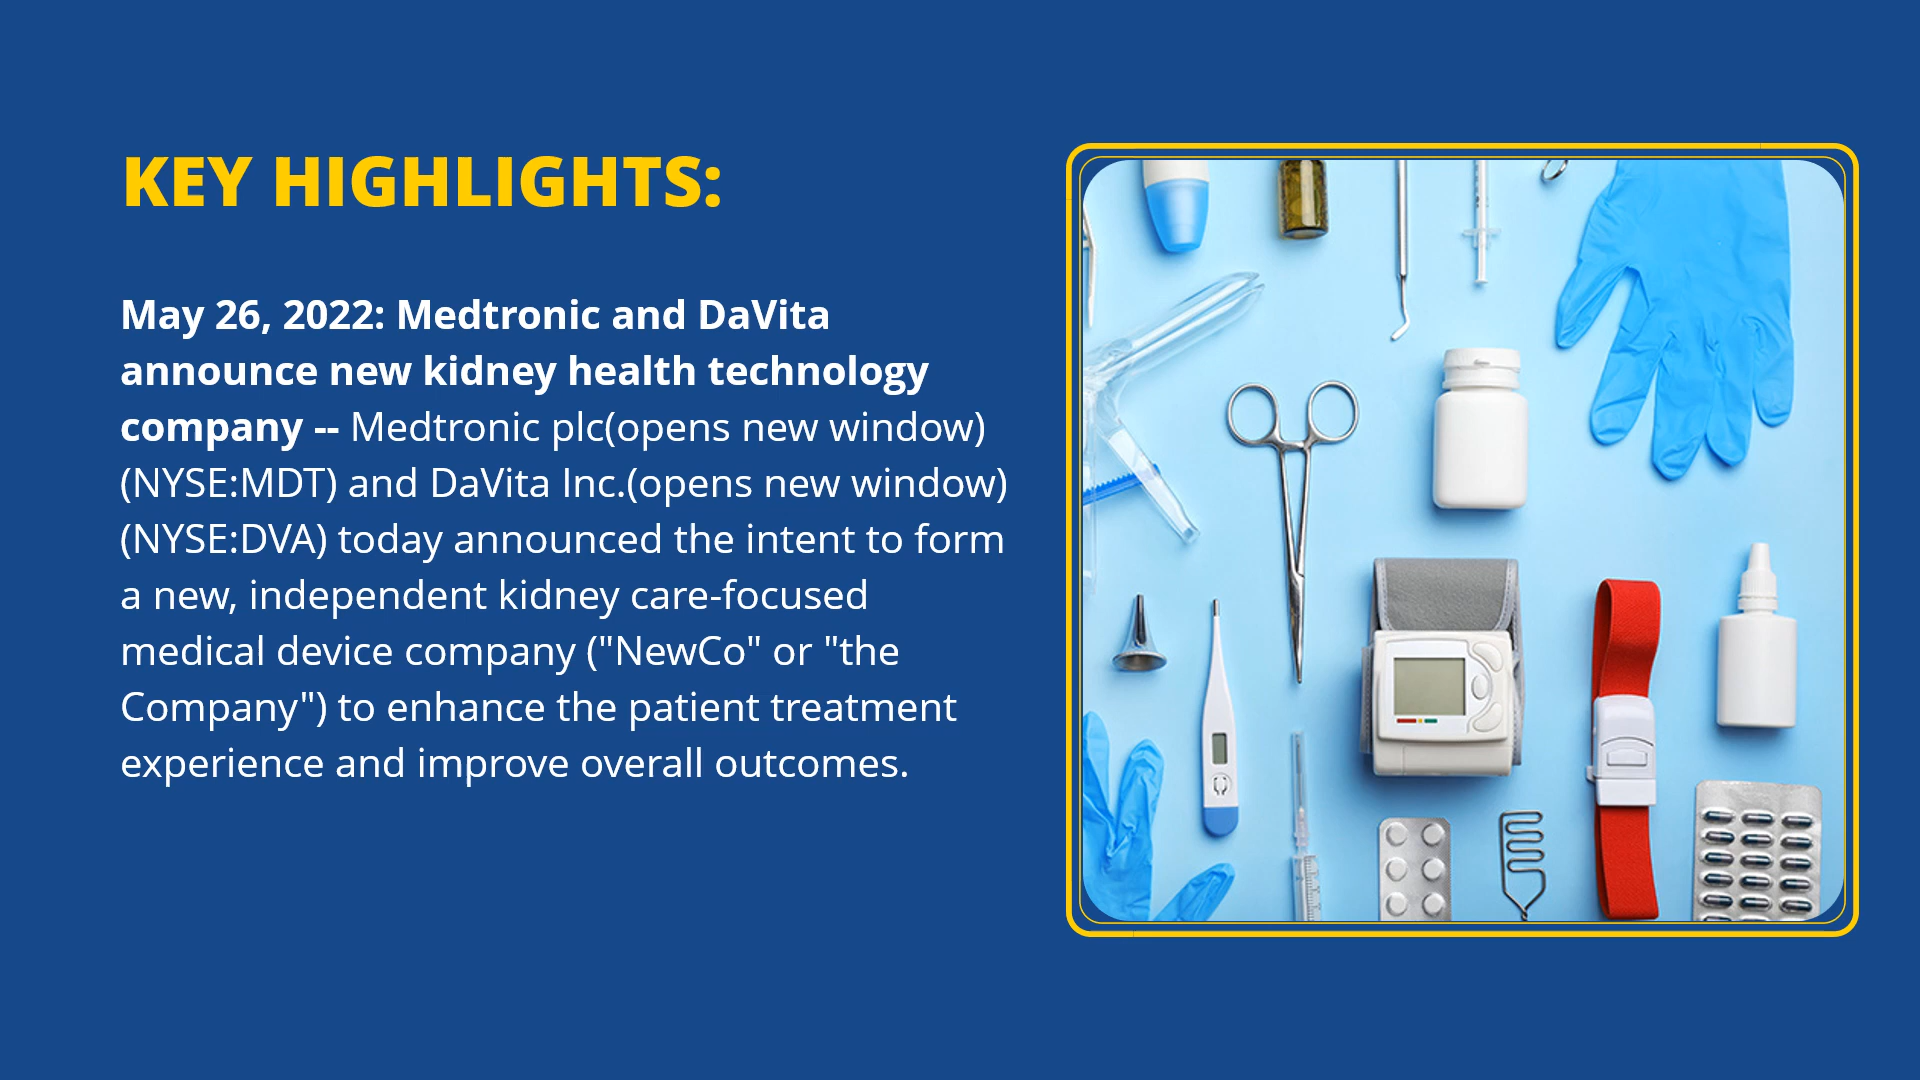 KEY HIGHLIGHTS:
May 26, 2022: Medtronic and DaVita
announce new kidney health technology
company -- Medtronic plc(opens new window)
(NYSE:MDT) and DaVita Inc.(opens new window)
(NYSE:DVA) today announced the intent to form
a new, independent kidney care-focused
medical device company ("NewCo" or "the
Company") to enhance the patient treatment
experience and improve overall outcomes.